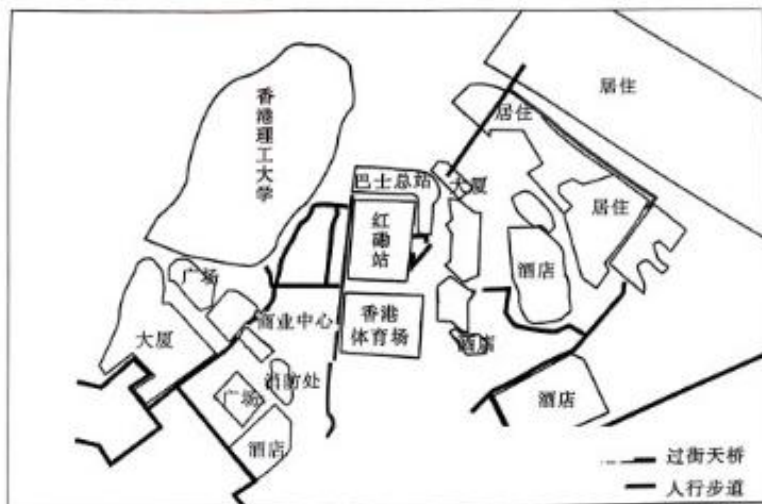 居住
居住
香港理工大学
巴士总站
大厦
居住
红磡站
广场
酒店
商业中心
香港
体育场
大厦
酒店
消防处
广场
酒店
酒店
过街天桥
人行步道